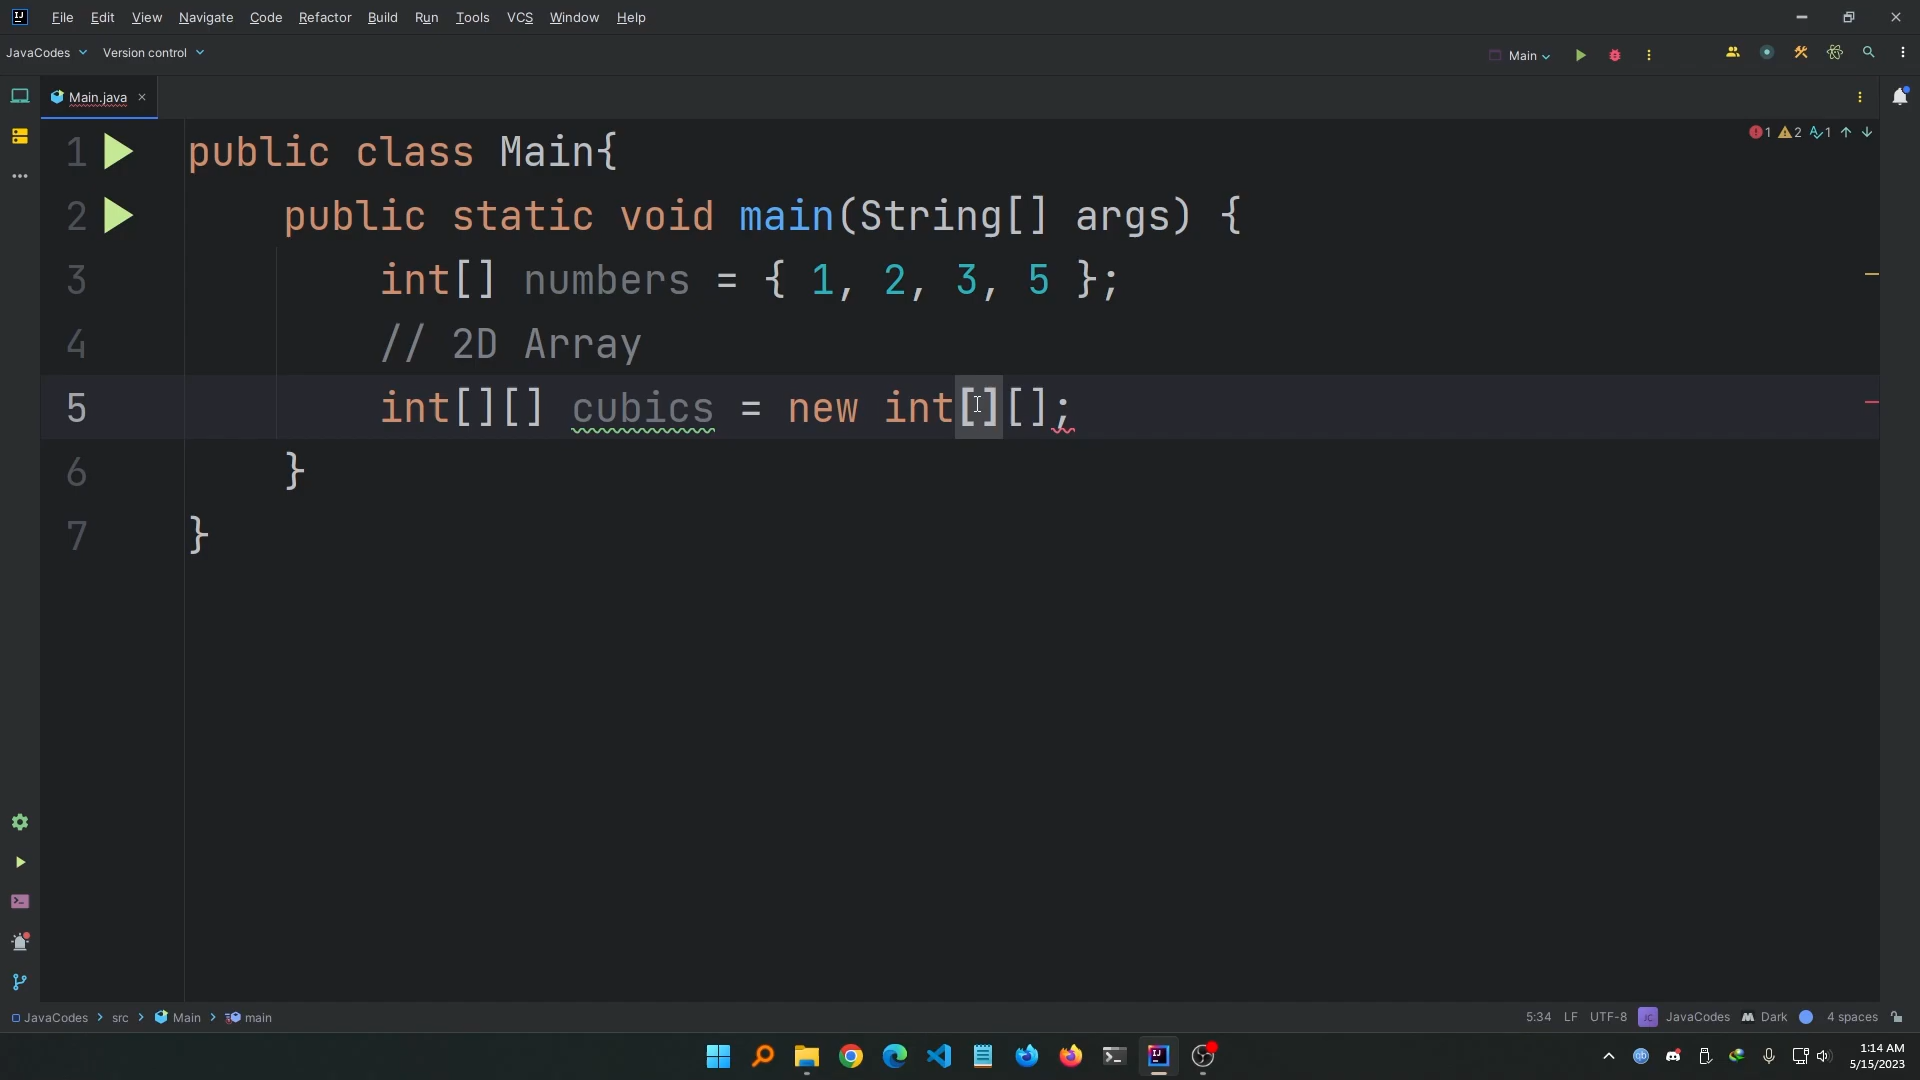 File Edit View Navigate Code Refactor Build Run Tools VCS Window Help
JavaCodes Version control Main
Main.java
1 2 1
1 public class Main{
2 public static void main(String[] args) {
3 int[] numbers = { 1, 2, 3, 5 };
4 // 2D Array
5 int[][] cubics = new int[][];
6 }
7 }
JavaCodes src Main main 5:34 LF UTF-8 JC JavaCodes M Dark 4 spaces
1:14 AM
5/15/2023